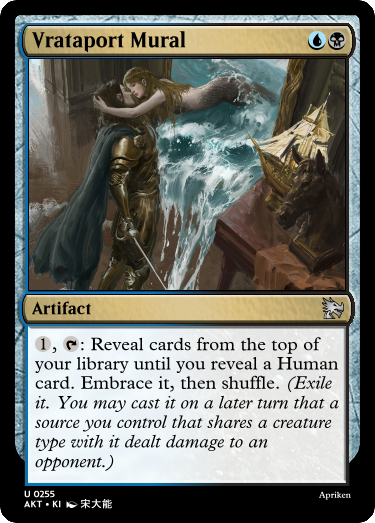 Vrataport Mural
Artifact
1, T: Reveal cards from the top of
your library until you reveal a Human
card. Embrace it, then shuffle. (Exile
it. You may cast it on a later turn that a
source you control that shares a creature
type with it dealt damage to an
opponent.)
U 0255
AKT • KI 宋大能
Apriken